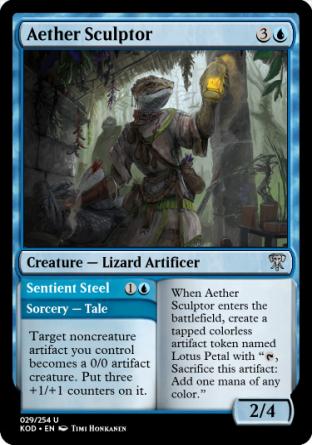 Aether Sculptor 3
Creature — Lizard Artificer
Sentient Steel 1
Sorcery — Tale
Target noncreature
artifact you control
becomes a 0/0 artifact
creature. Put three
+1/+1 counters on it.
When Aether
Sculptor enters the
battlefield, create a
tapped colorless
artifact token named
Lotus Petal with “,
Sacrifice this artifact:
Add one mana of any
color.”
2/4
029/254 U
KOD • EN Timi Honkanen